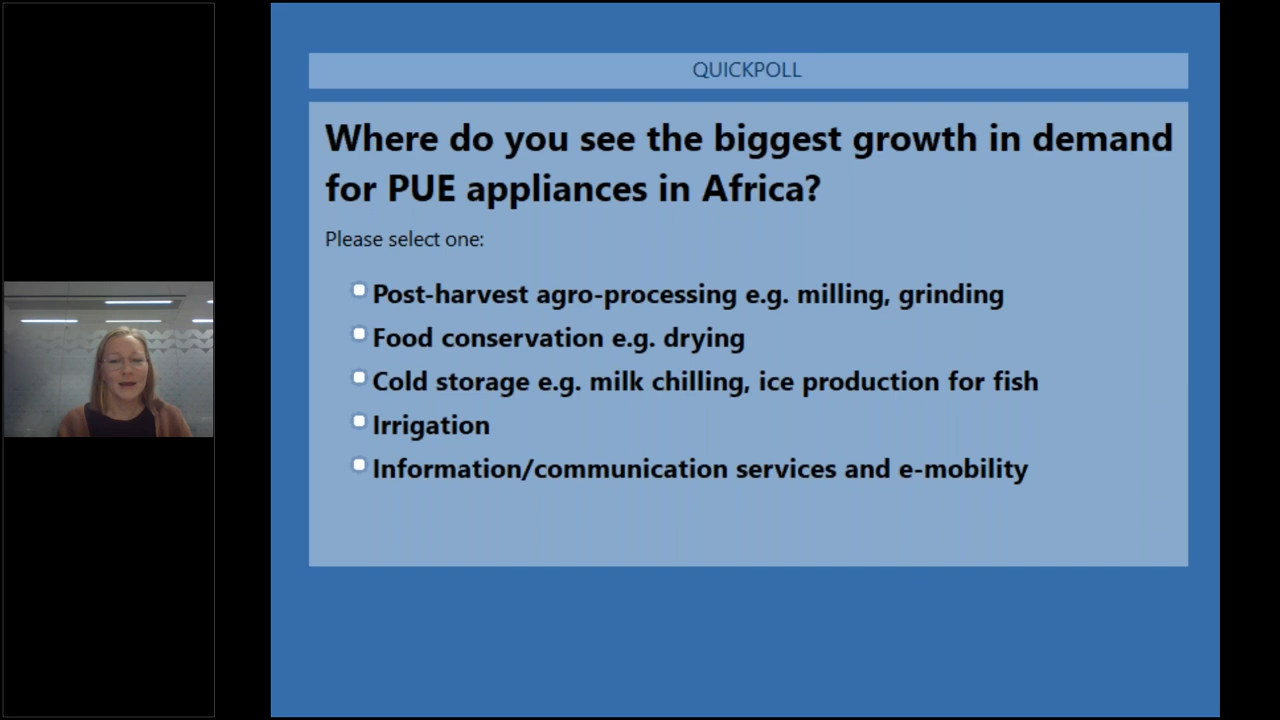 QUICKPOLL
Where do you see the biggest growth in demand
for PUE appliances in Africa?
Please select one:
Post-harvest agro-processing e.g. milling, grinding
Food conservation e.g. drying
Cold storage e.g. milk chilling, ice production for fish
Irrigation
Information/communication services and e-mobility